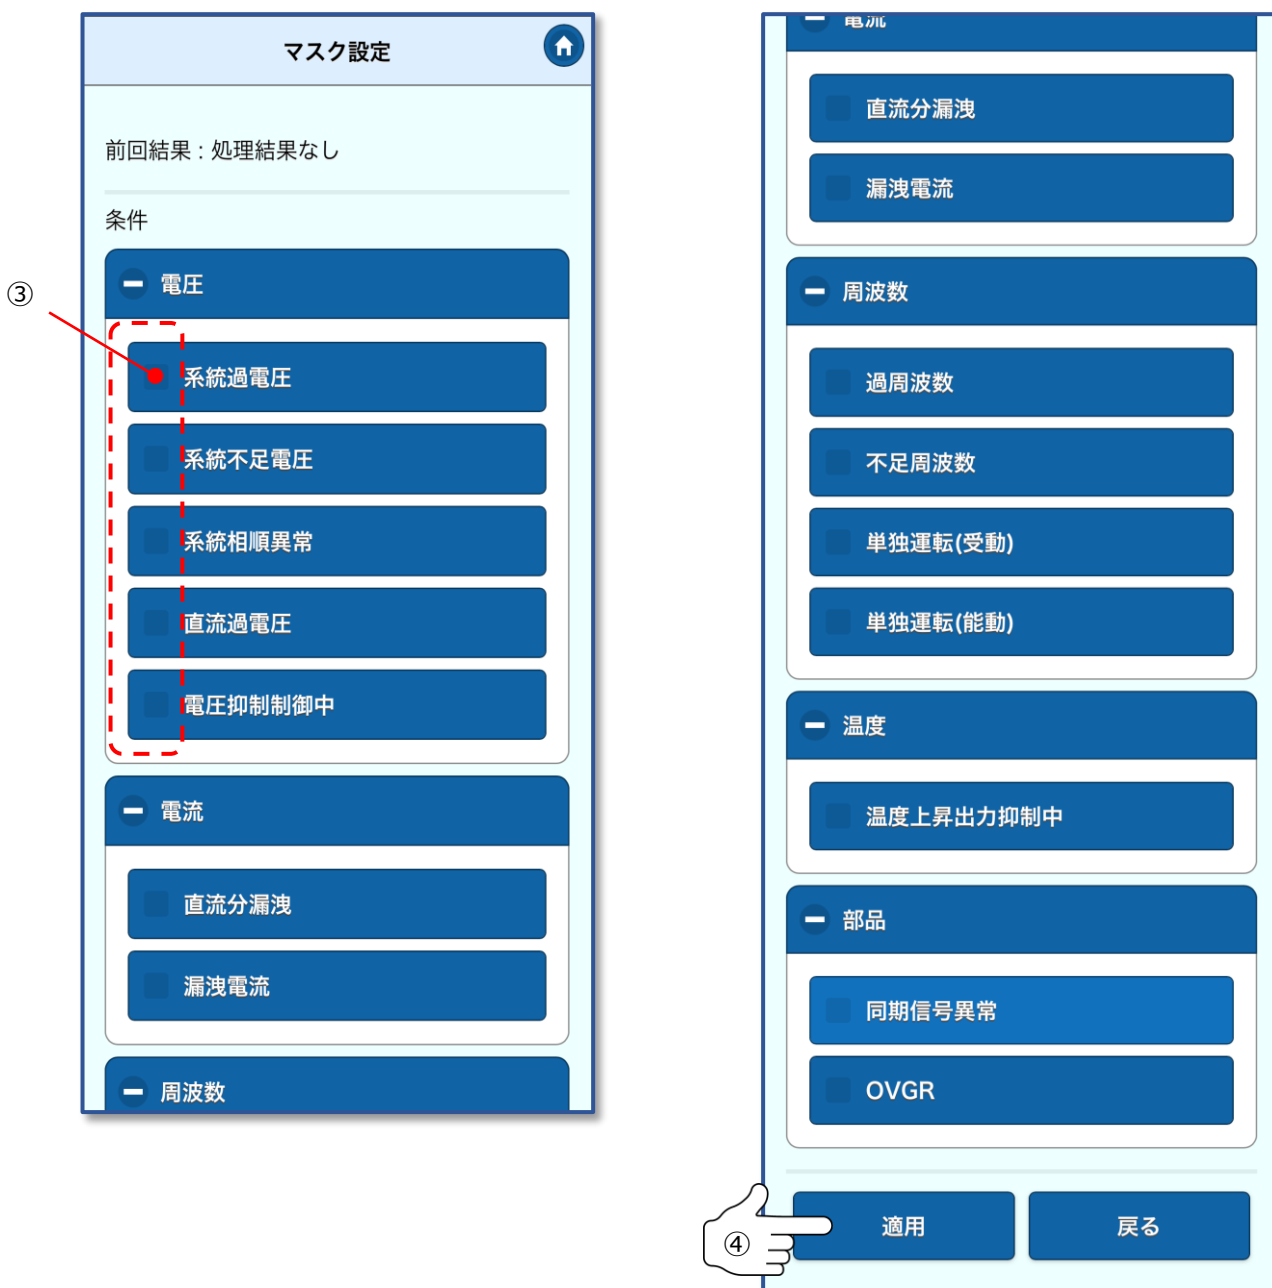 マスク設定
前回結果：処理結果なし
条件
電圧
③
系統過電圧
系統不足電圧
系統相順異常
直流過電圧
電圧抑制制御中
電流
直流分漏洩
漏洩電流
周波数
電流
直流分漏洩
漏洩電流
周波数
過周波数
不足周波数
単独運転(受動)
単独運転(能動)
温度
温度上昇出力抑制中
部品
同期信号異常
OVGR
④
適用
戻る